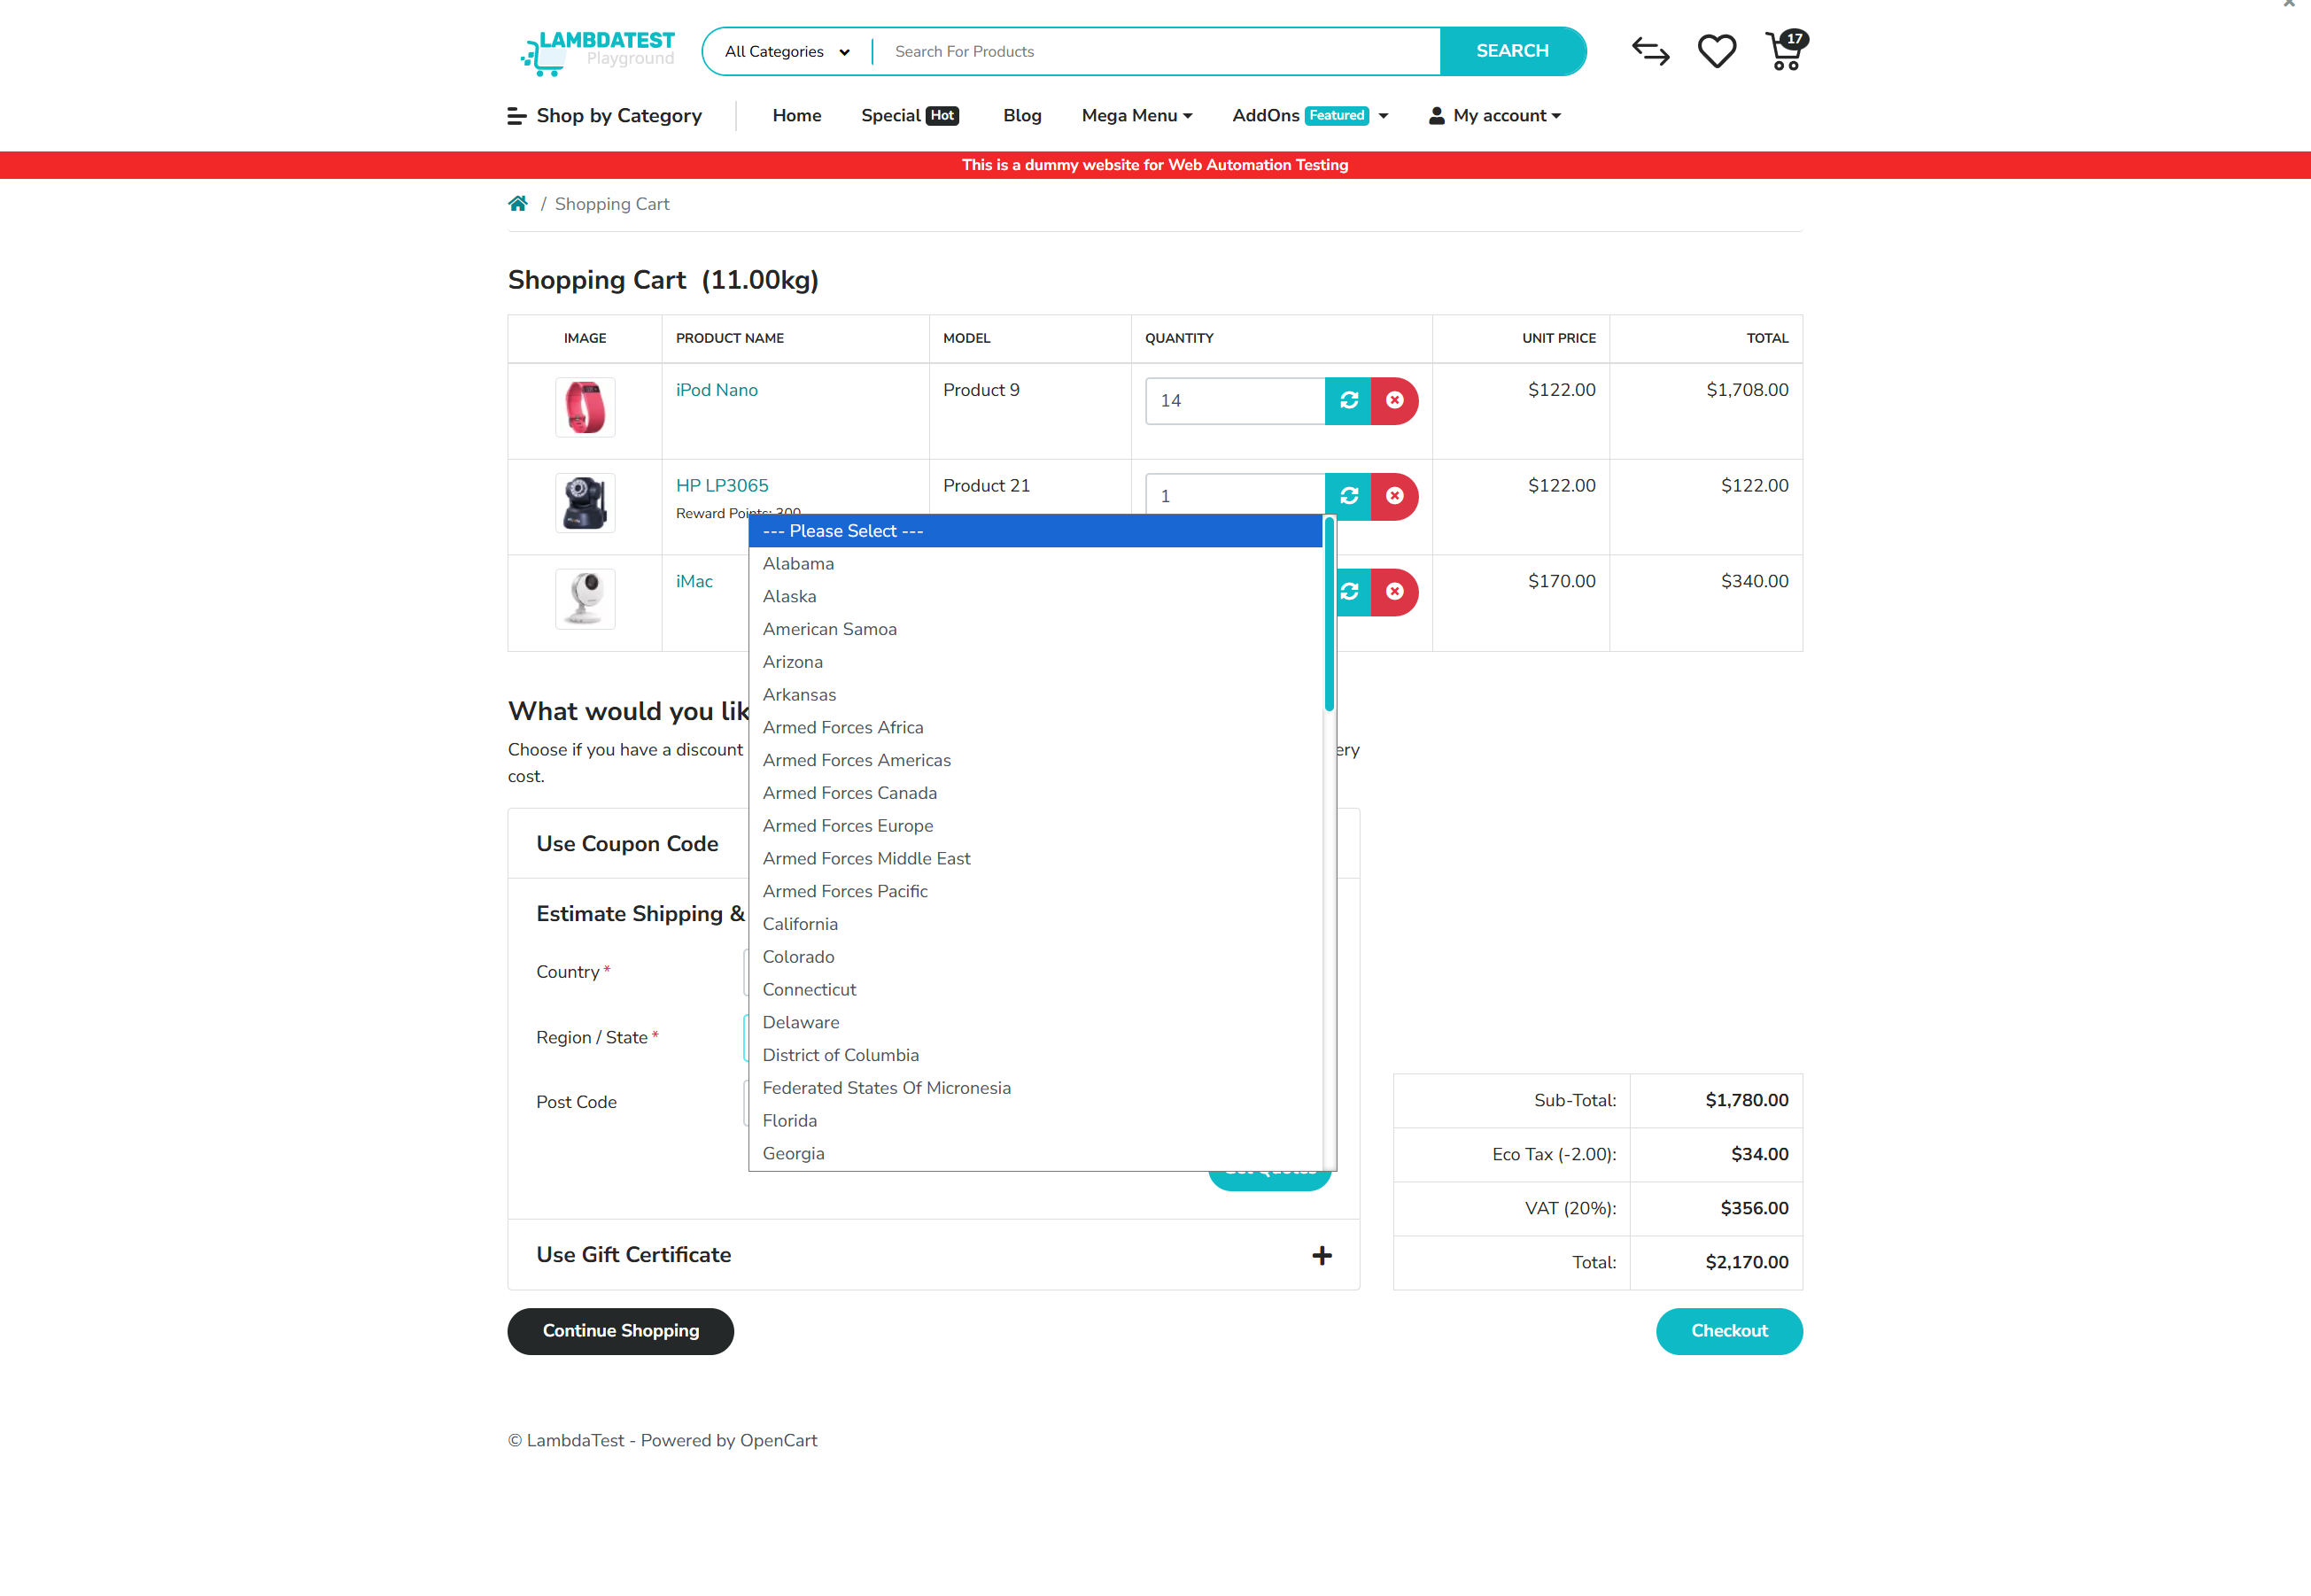 LAMBDATEST
Playground
All Categories
Search For Products
SEARCH
17
Shop by Category
Home
Special Hot
Blog
Mega Menu
AddOns Featured
My account
This is a dummy website for Web Automation Testing
/ Shopping Cart
Shopping Cart (11.00kg)
IMAGE PRODUCT NAME MODEL QUANTITY UNIT PRICE TOTAL
iPod Nano Product 9 14 $122.00 $1,708.00
HP LP3065 Product 21 1 $122.00 $122.00
Reward Points: 300
iMac $170.00 $340.00
--- Please Select ---
Alabama
Alaska
American Samoa
Arizona
Arkansas
Armed Forces Africa
Armed Forces Americas
Armed Forces Canada
Armed Forces Europe
Armed Forces Middle East
Armed Forces Pacific
California
Colorado
Connecticut
Delaware
District of Columbia
Federated States Of Micronesia
Florida
Georgia
What would you lik
Choose if you have a discount ery
cost.
Use Coupon Code
Estimate Shipping &
Country *
Region / State *
Post Code
Use Gift Certificate
Sub-Total: $1,780.00
Eco Tax (-2.00): $34.00
VAT (20%): $356.00
Total: $2,170.00
Continue Shopping
Checkout
© LambdaTest - Powered by OpenCart